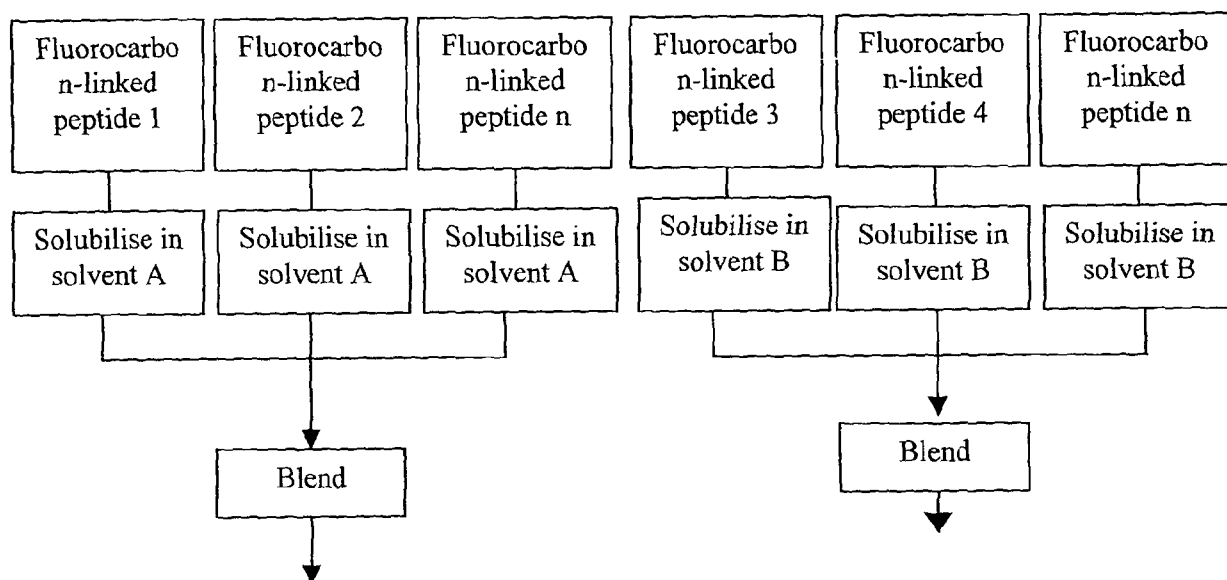 Fluorocarbo
n-linked
peptide 1
Fluorocarbo
n-linked
peptide 2
Fluorocarbo
n-linked
peptide n
Fluorocarbo
n-linked
peptide 3
Fluorocarbo
n-linked
peptide 4
Fluorocarbo
n-linked
peptide n
Solubilise in
solvent A
Solubilise in
solvent A
Solubilise in
solvent A
Solubilise in
solvent B
Solubilise in
solvent B
Solubilise in
solvent B
Blend
Blend